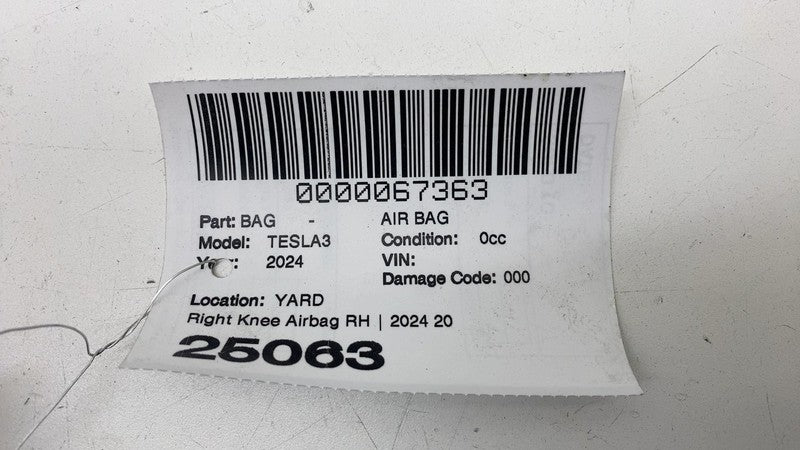 0000067363
Part: BAG - AIR BAG
Model: TESLA3 Condition: 0cc
Year: 2024 VIN:
Damage Code: 000
Location: YARD
Right Knee Airbag RH | 2024 20
25063